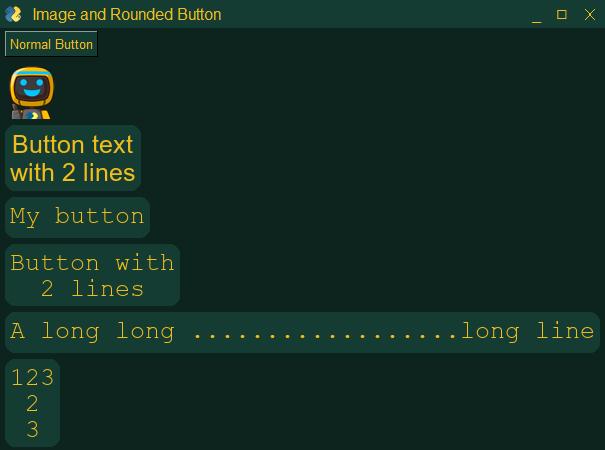 Image and Rounded Button
Normal Button
Button text
with 2 lines
My button
Button with
2 lines
A long long ..................long line
123
2
3